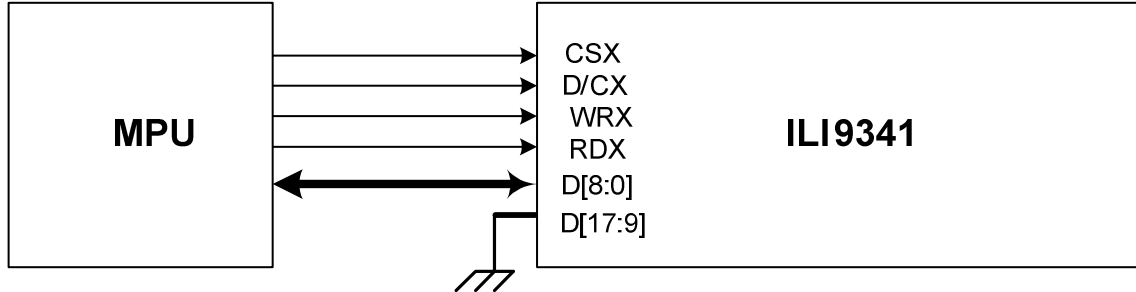 MPU
CSX
D/CX
WRX
RDX
D[8:0]
D[17:9]
ILI9341